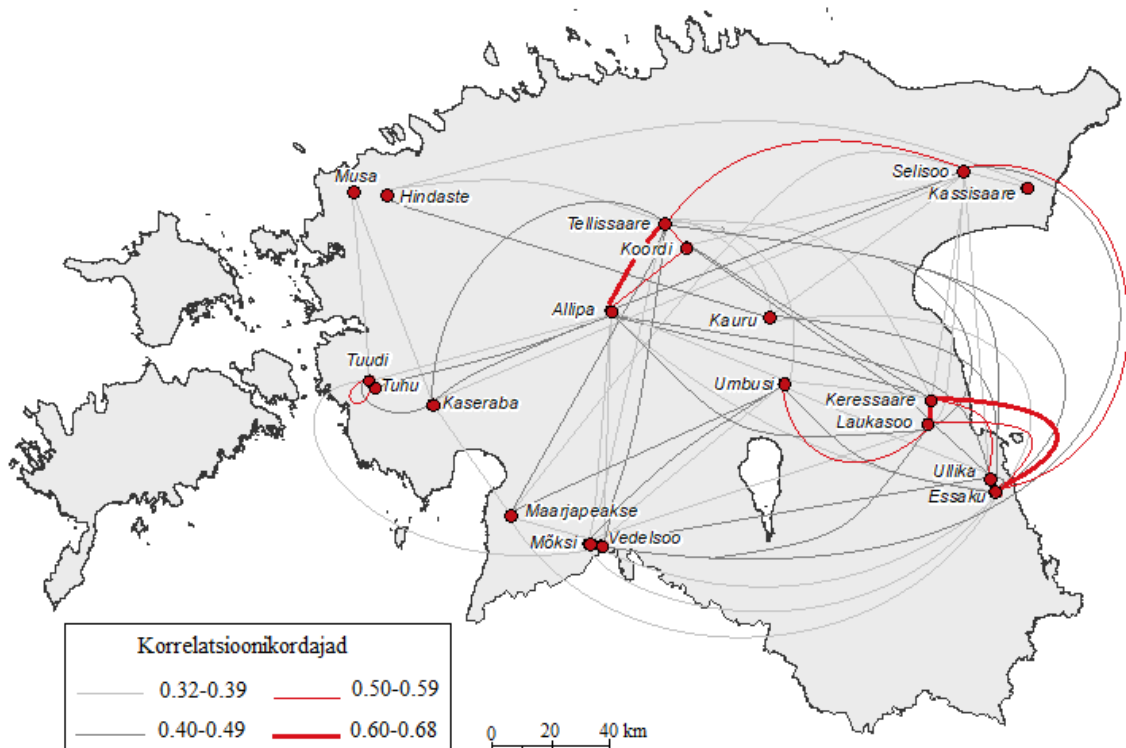 Musa
Hindaste
Selisoo
Kassisaare
Tellissaare
Koordi
Allipa
Kauru
Tuudi
Tuhu
Kaseraba
Umbusi
Keressaare
Laukasoo
Ullika
Essaku
Maarjapeakse
Mõksi
Vedelsoo
Korrelatsioonikordajad
0.32-0.39
0.50-0.59
0.40-0.49
0.60-0.68
0 20 40 km